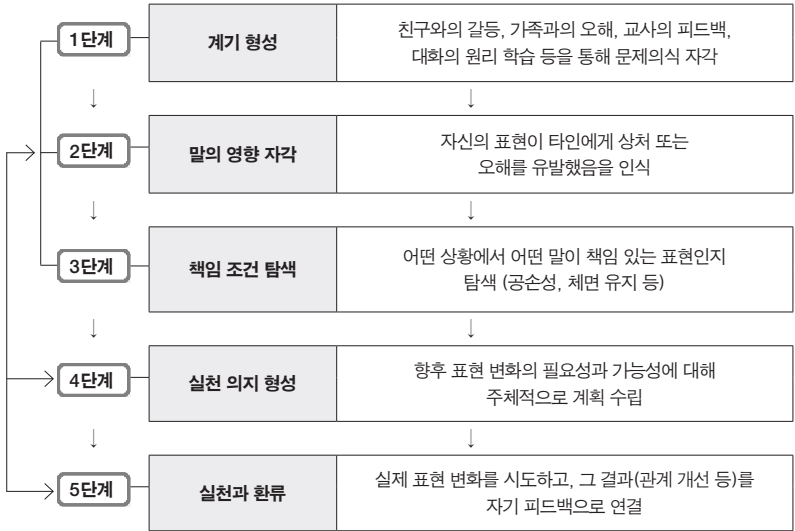 1단계
계기 형성
친구와의 갈등, 가족과의 오해, 교사의 피드백,
대화의 원리 학습 등을 통해 문제의식 자각
↓ ↓
2단계
말의 영향 자각
자신의 표현이 타인에게 상처 또는
오해를 유발했음을 인식
↓ ↓
3단계
책임 조건 탐색
어떤 상황에서 어떤 말이 책임 있는 표현인지
탐색 (공손성, 체면 유지 등)
↓ ↓
4단계
실천 의지 형성
향후 표현 변화의 필요성과 가능성에 대해
주체적으로 계획 수립
↓ ↓
5단계
실천과 환류
실제 표현 변화를 시도하고, 그 결과(관계 개선 등)를
자기 피드백으로 연결